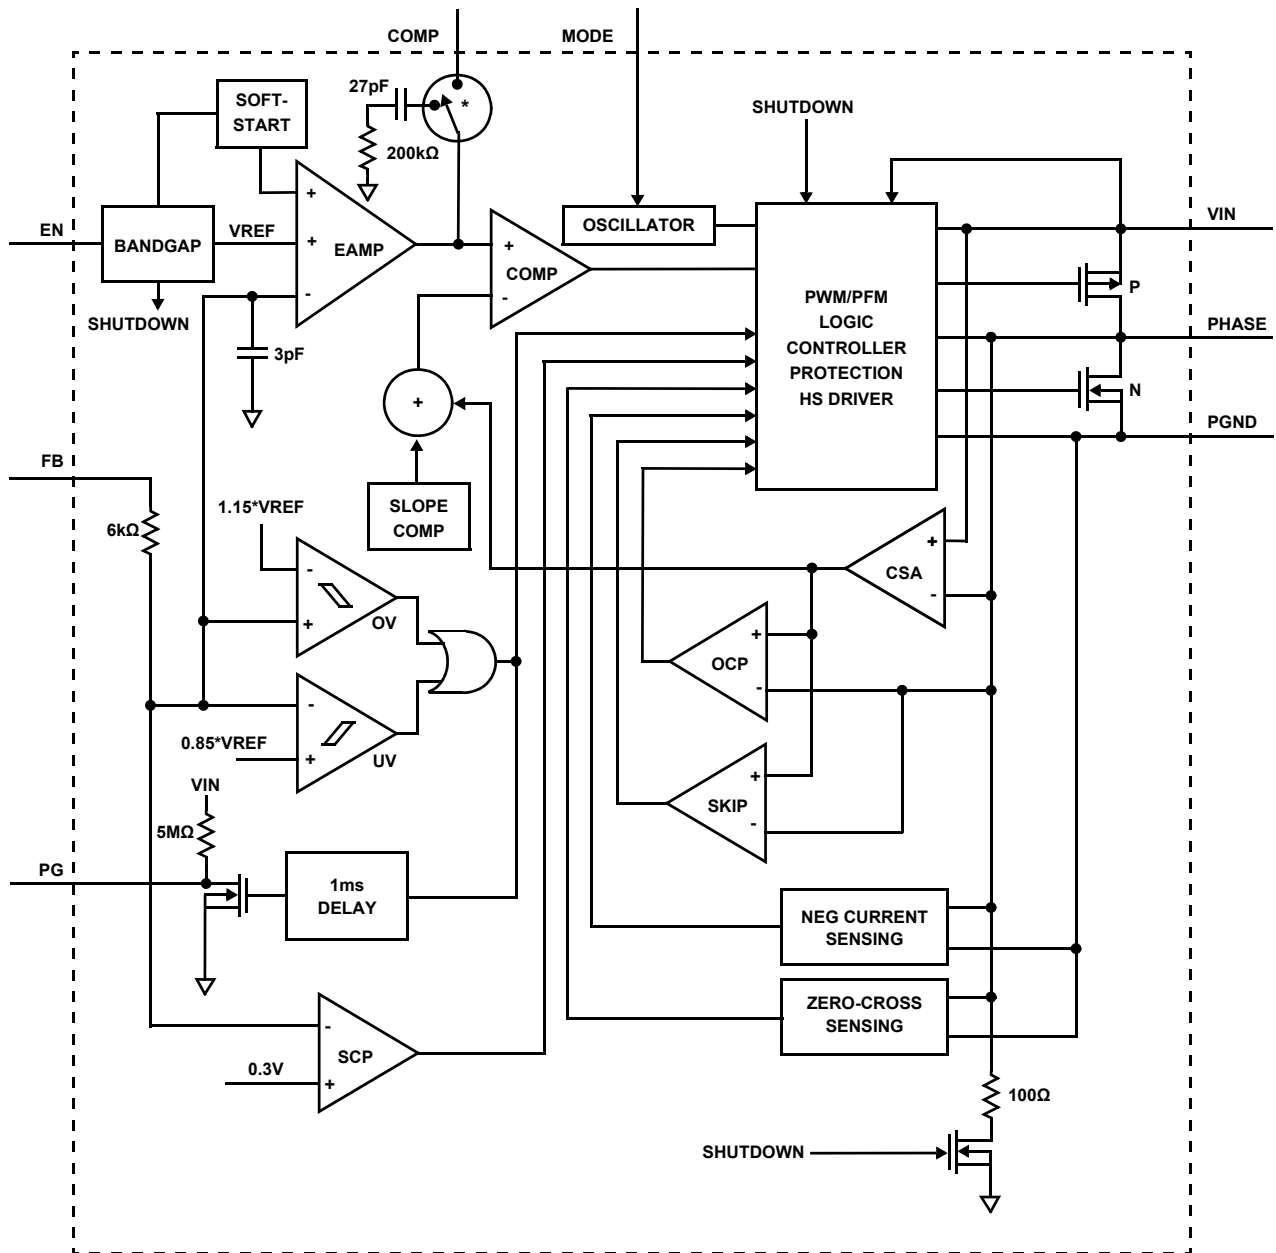 COMP
MODE
27pF
*
SOFT-
START
200kΩ
SHUTDOWN
EN
BANDGAP
VREF
+
+
-
EAMP
SHUTDOWN
3pF
+
-
COMP
OSCILLATOR
PWM/PFM
LOGIC
CONTROLLER
PROTECTION
HS DRIVER
VIN
P
PHASE
N
PGND
+
SLOPE
COMP
FB
6kΩ
1.15*VREF
-
+
OV
-
+
UV
0.85*VREF
+
-
CSA
+
-
OCP
+
-
SKIP
VIN
5MΩ
PG
1ms
DELAY
NEG CURRENT
SENSING
ZERO-CROSS
SENSING
-
+
SCP
0.3V
100Ω
SHUTDOWN